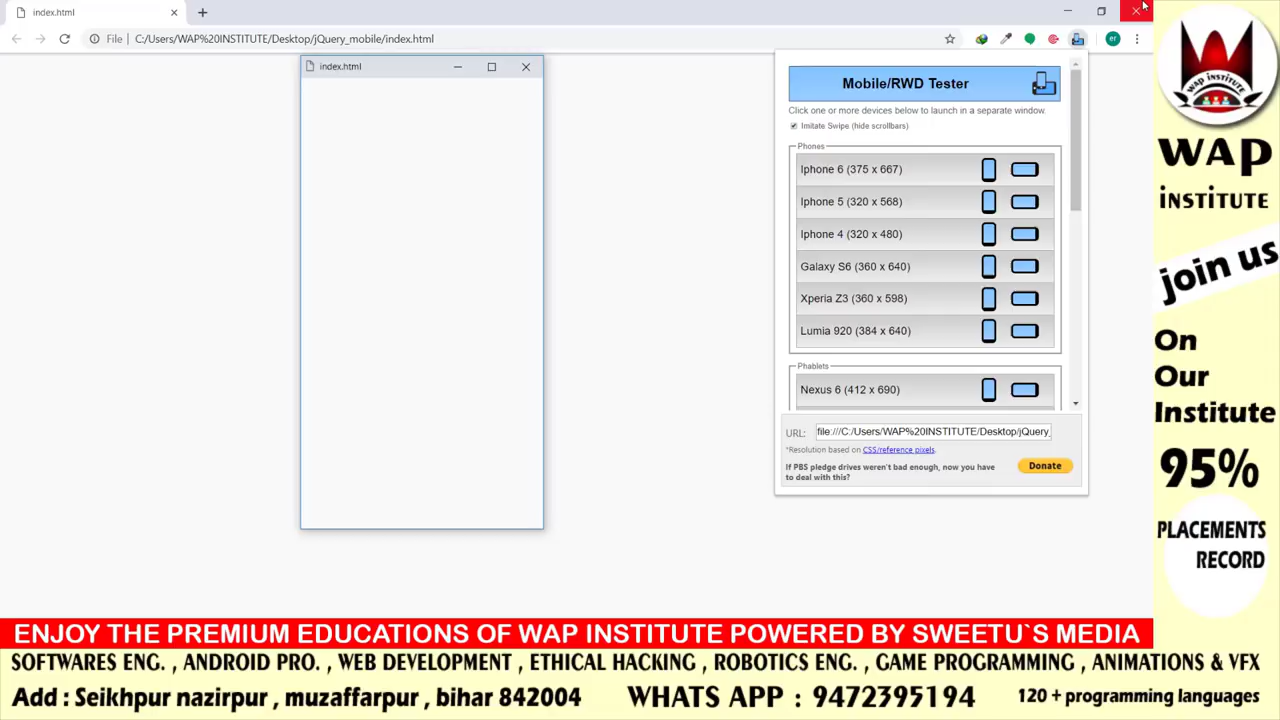 index.html
File
C:/Users/WAP%20INSTITUTE/Desktop/jQuery_mobile/index.html
er
index.html
Mobile/RWD Tester
Click one or more devices below to launch in a separate window.
Imitate Swipe (hide scrollbars)
Phones
Iphone 6 (375 x 667)
Iphone 5 (320 x 568)
Iphone 4 (320 x 480)
Galaxy S6 (360 x 640)
Xperia Z3 (360 x 598)
Lumia 920 (384 x 640)
Phablets
Nexus 6 (412 x 690)
URL: file:///C:/Users/WAP%20INSTITUTE/Desktop/jQuery_
*Resolution based on CSS/reference pixels.
If PBS pledge drives weren't bad enough, now you have
to deal with this?
Donate
wap institute
WAP
iNSTiTUTE
join us
On
Our
Institute
95%
PLACEMENTS
RECORD
ENJOY THE PREMIUM EDUCATIONS OF WAP INSTITUTE POWERED BY SWEETU`S MEDIA
SOFTWARES ENG. , ANDROID PRO. , WEB DEVELOPMENT , ETHICAL HACKING , ROBOTICS ENG. , GAME PROGRAMMING , ANIMATIONS & VFX
Add : Seikhpur nazirpur , muzaffarpur , bihar 842004
WHATS APP : 9472395194
120 + programming languages